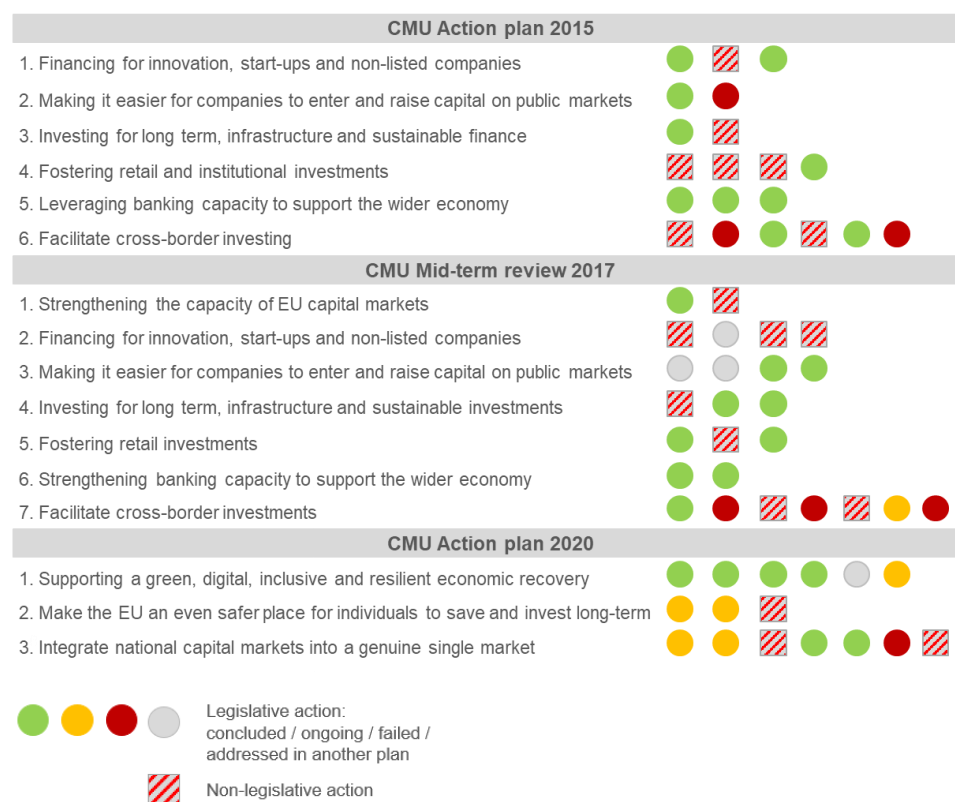 CMU Action plan 2015
1. Financing for innovation, start-ups and non-listed companies
2. Making it easier for companies to enter and raise capital on public markets
3. Investing for long term, infrastructure and sustainable finance
4. Fostering retail and institutional investments
5. Leveraging banking capacity to support the wider economy
6. Facilitate cross-border investing
CMU Mid-term review 2017
1. Strengthening the capacity of EU capital markets
2. Financing for innovation, start-ups and non-listed companies
3. Making it easier for companies to enter and raise capital on public markets
4. Investing for long term, infrastructure and sustainable investments
5. Fostering retail investments
6. Strengthening banking capacity to support the wider economy
7. Facilitate cross-border investments
CMU Action plan 2020
1. Supporting a green, digital, inclusive and resilient economic recovery
2. Make the EU an even safer place for individuals to save and invest long-term
3. Integrate national capital markets into a genuine single market
Legislative action:
concluded / ongoing / failed /
addressed in another plan
Non-legislative action